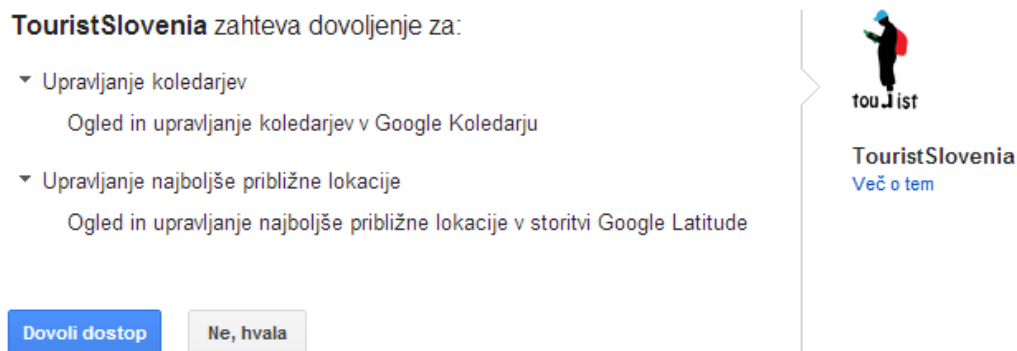 TouristSlovenia zahteva dovoljenje za:
Upravljanje koledarjev
Ogled in upravljanje koledarjev v Google Koledarju
Upravljanje najboljše približne lokacije
Ogled in upravljanje najboljše približne lokacije v storitvi Google Latitude
Dovoli dostop
Ne, hvala
tourist
TouristSlovenia
Več o tem